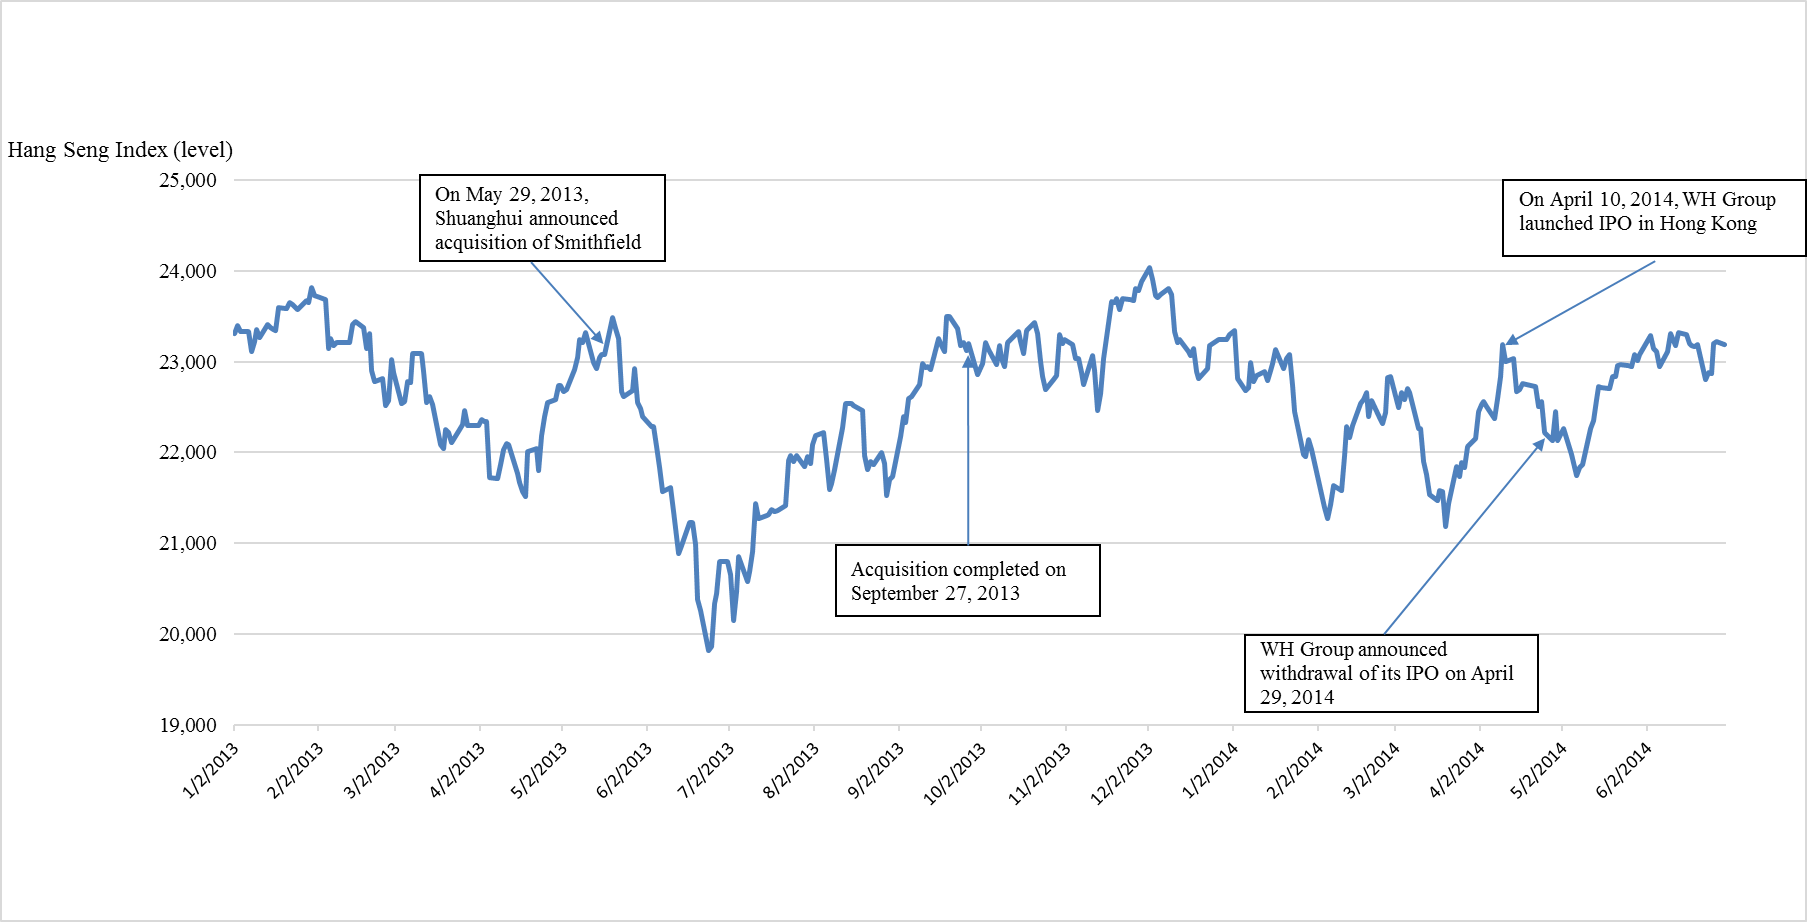 Hang Seng Index (level)
25,000
24,000
23,000
22,000
21,000
20,000
19,000
On May 29, 2013,
Shuanghui announced
acquisition of Smithfield
On April 10, 2014, WH Group
launched IPO in Hong Kong
Acquisition completed on
September 27, 2013
WH Group announced
withdrawal of its IPO on April
29, 2014
1/2/2013
2/2/2013
3/2/2013
4/2/2013
5/2/2013
6/2/2013
7/2/2013
8/2/2013
9/2/2013
10/2/2013
11/2/2013
12/2/2013
1/2/2014
2/2/2014
3/2/2014
4/2/2014
5/2/2014
6/2/2014